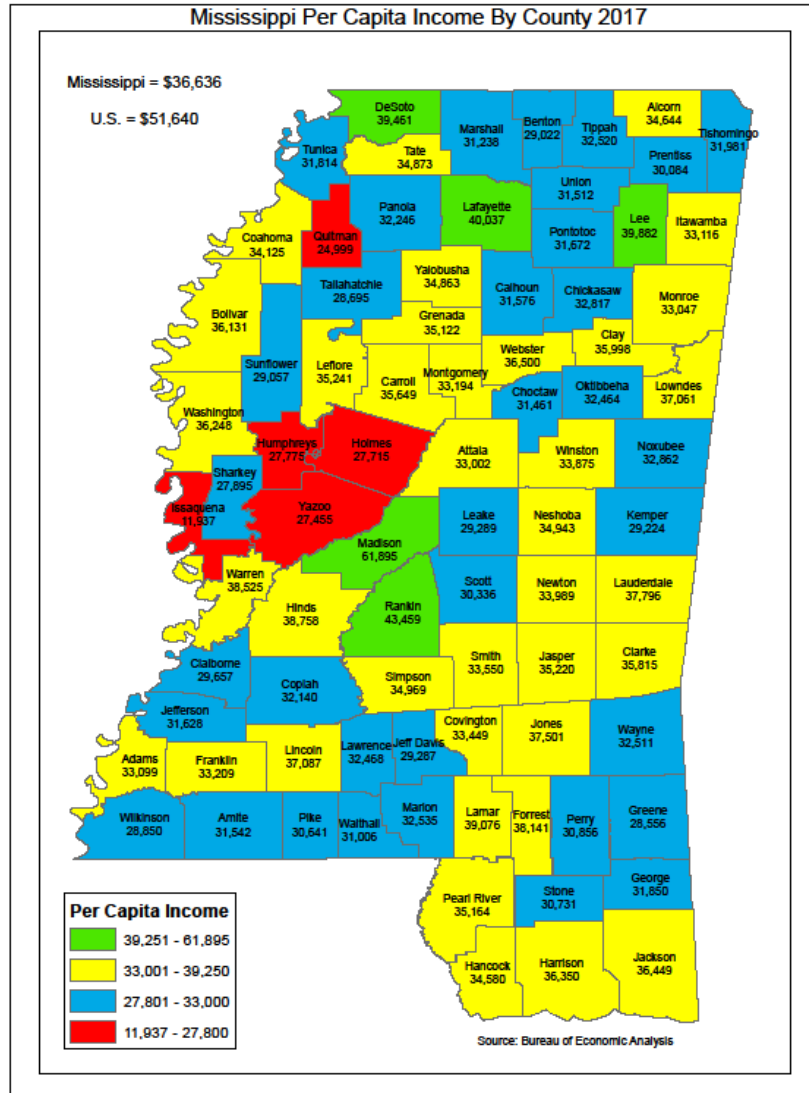 Mississippi Per Capita Income By County 2017
Mississippi = $36,636
U.S. = $51,640
DeSoto
39,461
Marshall
31,238
Benton
29,022
Tippah
32,520
Alcorn
34,644
Tishomingo
31,981
Tunica
31,814
Tate
34,873
Prentiss
30,084
Union
31,512
Panola
32,246
Lafayette
40,037
Lee
39,882
Itawamba
33,116
Coahoma
34,125
Quitman
24,999
Pontotoc
31,672
Yalobusha
34,863
Tallahatchie
28,695
Calhoun
31,576
Chickasaw
32,817
Monroe
33,047
Bolivar
36,131
Grenada
35,122
Clay
35,998
Sunflower
29,057
Leflore
35,241
Carroll
35,649
Montgomery
33,194
Webster
36,500
Choctaw
31,461
Oktibbeha
32,464
Lowndes
37,061
Washington
36,248
Humphreys
27,775
Holmes
27,715
Attala
33,002
Winston
33,875
Noxubee
32,862
Sharkey
27,895
Issaquena
11,937
Yazoo
27,455
Leake
29,289
Neshoba
34,943
Kemper
29,224
Madison
61,895
Warren
38,525
Scott
30,336
Newton
33,989
Lauderdale
37,796
Hinds
38,758
Rankin
43,459
Smith
33,550
Jasper
35,220
Clarke
35,815
Claiborne
29,657
Copiah
32,140
Simpson
34,969
Jefferson
31,628
Covington
33,449
Jones
37,501
Wayne
32,511
Adams
33,099
Franklin
33,209
Lincoln
37,087
Lawrence
32,468
Jeff Davis
29,287
Wilkinson
28,850
Amite
31,542
Pike
30,641
Walthall
31,006
Marion
32,535
Lamar
39,076
Forrest
38,141
Perry
30,856
Greene
28,556
George
31,850
Stone
30,731
Pearl River
35,164
Hancock
34,580
Harrison
36,350
Jackson
36,449
Per Capita Income
39,251 - 61,895
33,001 - 39,250
27,801 - 33,000
11,937 - 27,800
Source: Bureau of Economic Analysis